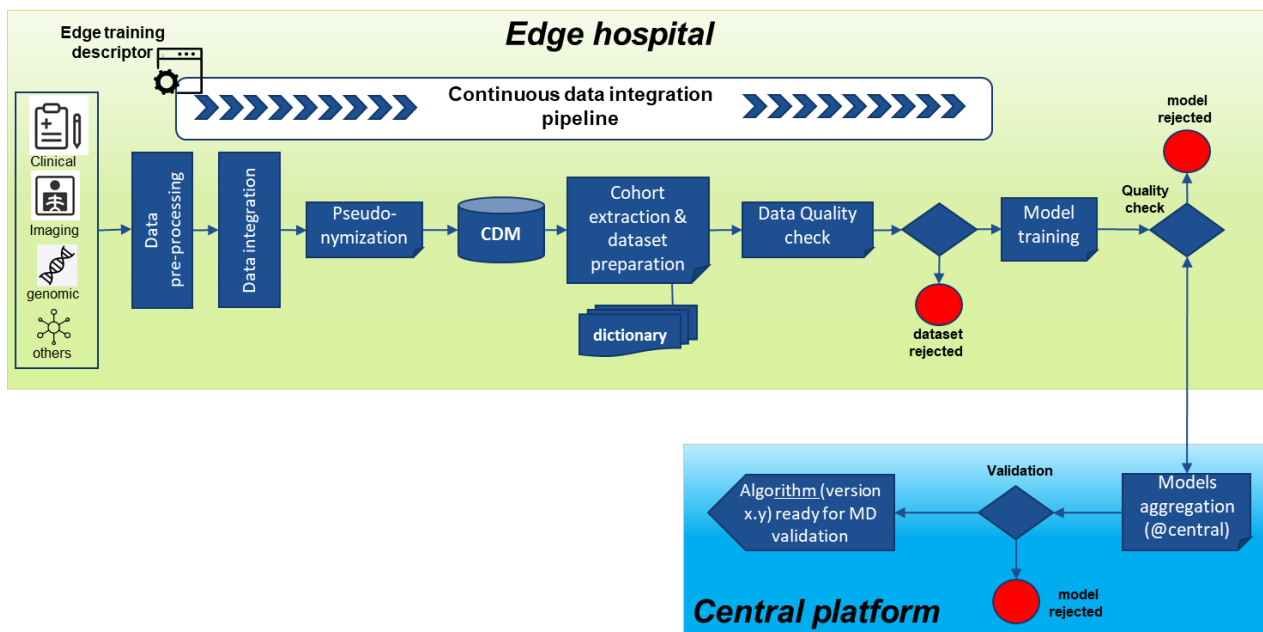 Edge hospital
Edge training
descriptor
Continuous data integration
pipeline
Clinical
Imaging
genomic
others
Data
pre-processing
Data integration
Pseudo-
nymization
CDM
Cohort
extraction &
dataset
preparation
dictionary
Data Quality
check
dataset
rejected
Model
training
Quality
check
model
rejected
Models
aggregation
(@central)
Validation
model
rejected
Algorithm (version
x.y) ready for MD
validation
Central platform